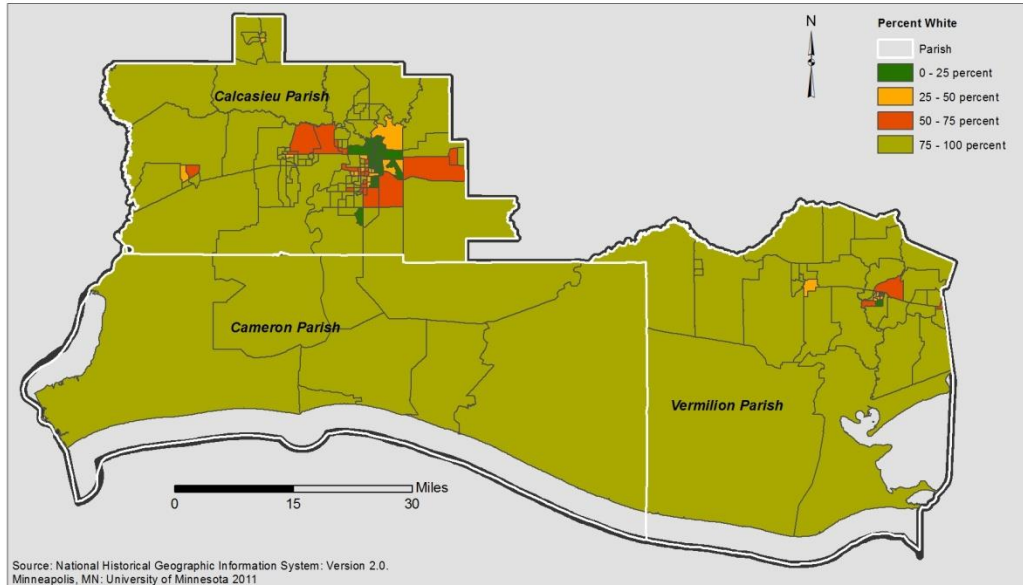 N
Percent White
Parish
0 - 25 percent
25 - 50 percent
50 - 75 percent
75 - 100 percent
Calcasieu Parish
Cameron Parish
Vermilion Parish
Miles
0 15 30
Source: National Historical Geographic Information System: Version 2.0.
Minneapolis, MN: University of Minnesota 2011